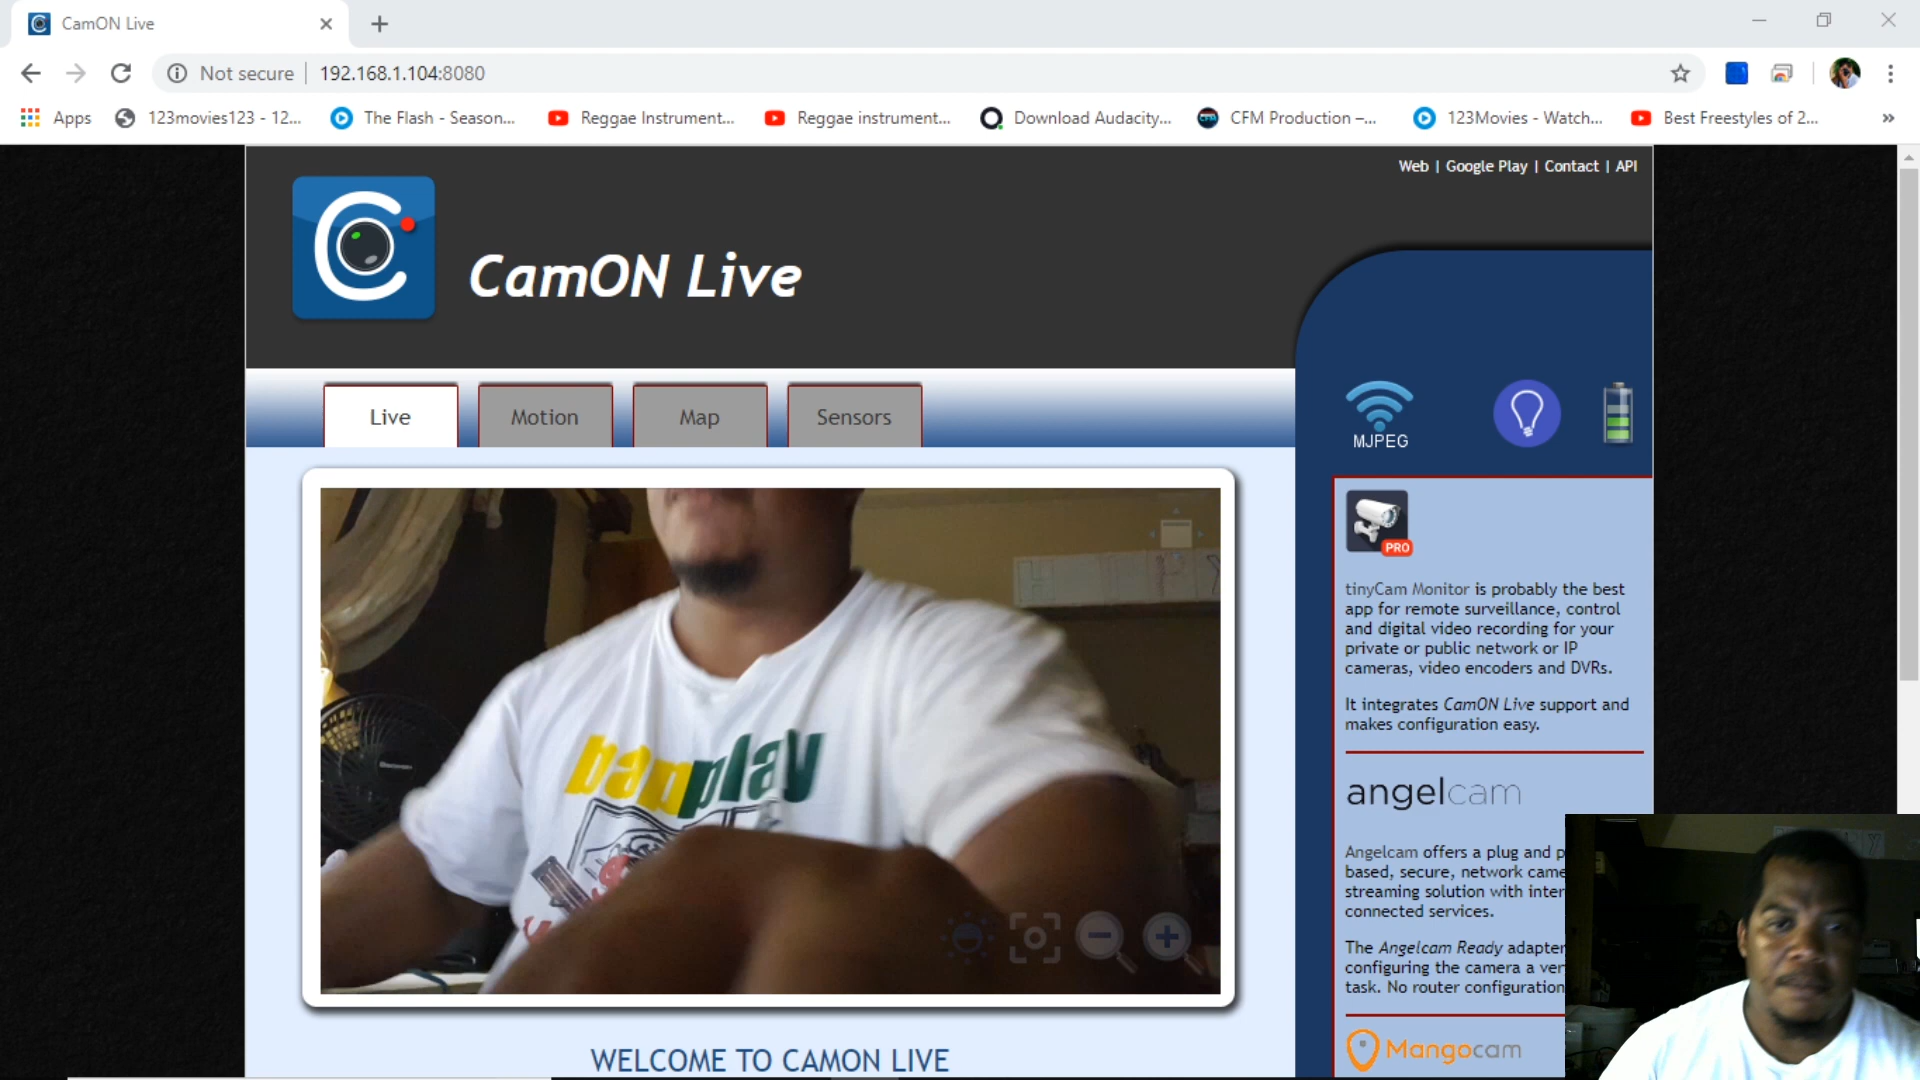 CamON Live
Not secure
192.168.1.104:8080
Apps
123movies123 - 12...
The Flash - Season...
Reggae Instrument...
Reggae instrument...
Download Audacity...
CFM Production –...
123Movies - Watch...
Best Freestyles of 2...
»
Web | Google Play | Contact | API
CamON Live
Live
Motion
Map
Sensors
MJPEG
PRO
tinyCam Monitor is probably the best
app for remote surveillance, control
and digital video recording for your
private or public network or IP
cameras, video encoders and DVRs.
It integrates CamON Live support and
makes configuration easy.
banplay
angelcam
Angelcam offers a plug and p
based, secure, network came
streaming solution with inter
connected services.
The Angelcam Ready adapter
configuring the camera a ver
task. No router configuration
Mangocam
WELCOME TO CAMON LIVE